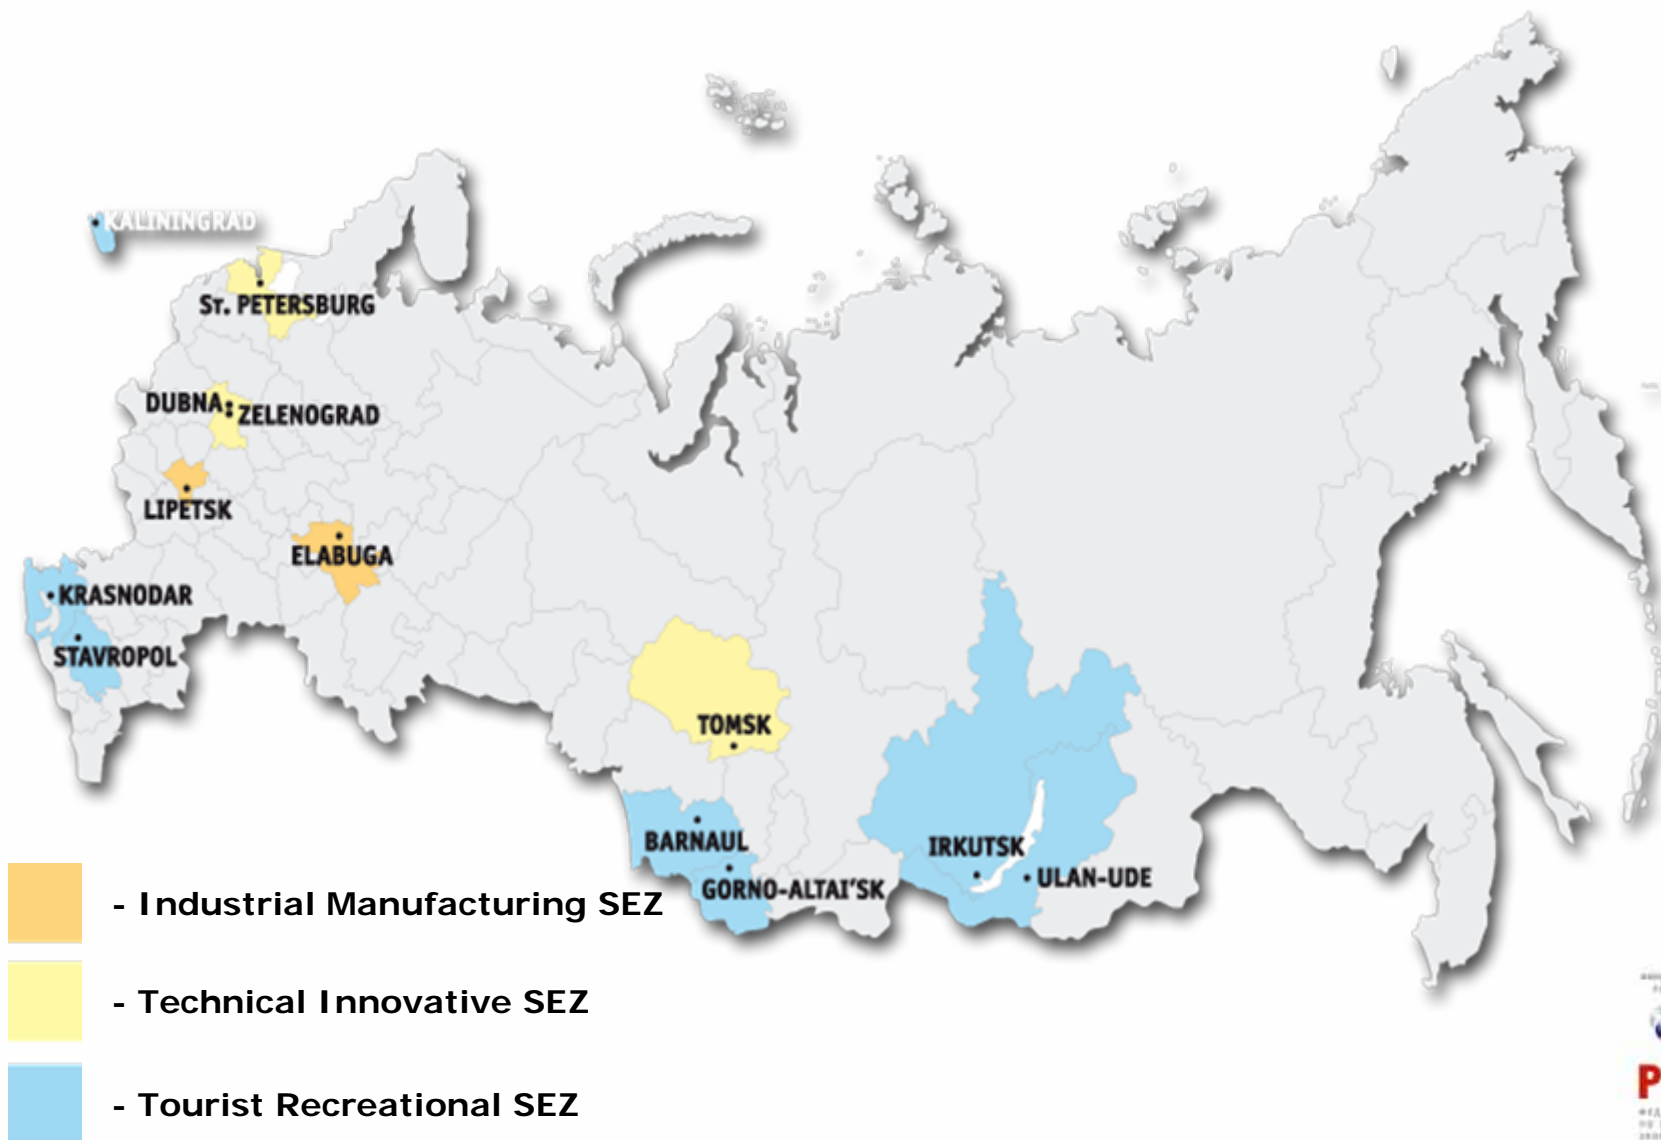 KALININGRAD
St. PETERSBURG
DUBNA
ZELENOGRAD
LIPETSK
ELABUGA
KRASNODAR
STAVROPOL
TOMSK
BARNAUL
GORNO-ALTAI'SK
IRKUTSK
ULAN-UDE
- Industrial Manufacturing SEZ
- Technical Innovative SEZ
- Tourist Recreational SEZ